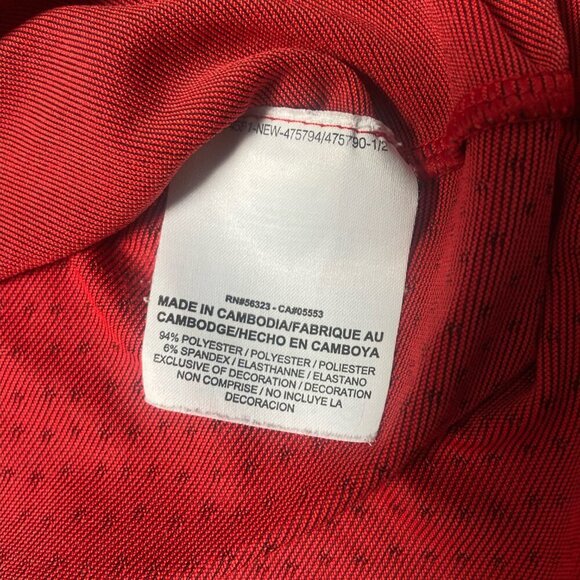 -NEW-475794/475790-1/2
RN#56323 - CA#05553
MADE IN CAMBODIA/FABRIQUE AU
CAMBODGE/HECHO EN CAMBOYA
94% POLYESTER / POLYESTER / POLIESTER
6% SPANDEX / ELASTHANNE / ELASTANO
EXCLUSIVE OF DECORATION / DECORATION
NON COMPRISE / NO INCLUYE LA
DECORACION